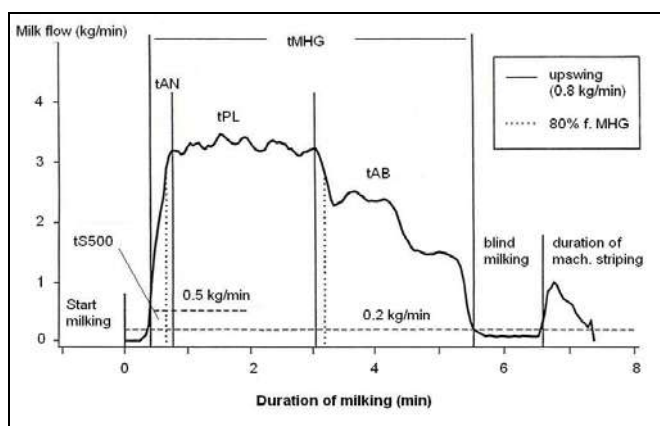 Milk flow (kg/min)
tMHG
tAN
tPL
tAB
upswing
(0.8 kg/min)
80% f. MHG
4
3
2
1
0
tS500
Start
milking
0.5 kg/min
0.2 kg/min
blind
milking
duration of
mach. striping
0
2
4
6
8
Duration of milking (min)